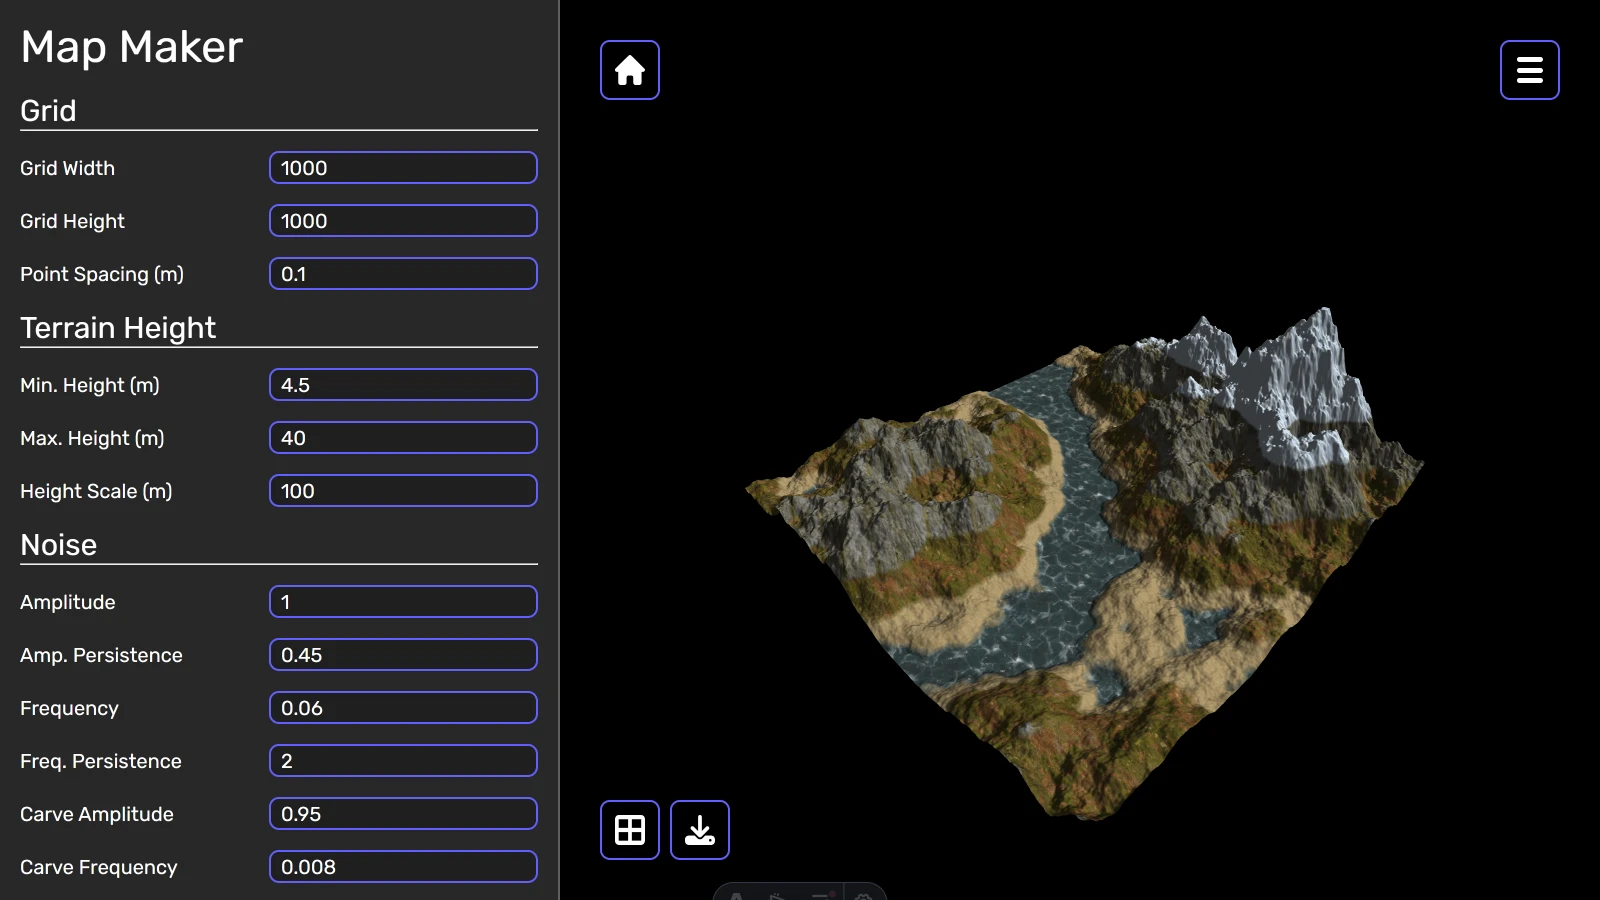 Map Maker
Grid
Grid Width 1000
Grid Height 1000
Point Spacing (m) 0.1
Terrain Height
Min. Height (m) 4.5
Max. Height (m) 40
Height Scale (m) 100
Noise
Amplitude 1
Amp. Persistence 0.45
Frequency 0.06
Freq. Persistence 2
Carve Amplitude 0.95
Carve Frequency 0.008